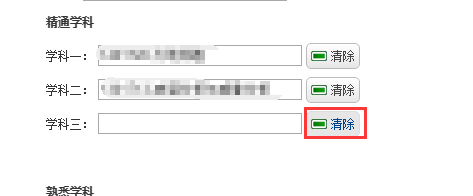 精通学科
学科一： 清除
学科二： 清除
学科三： 清除
熟悉学科